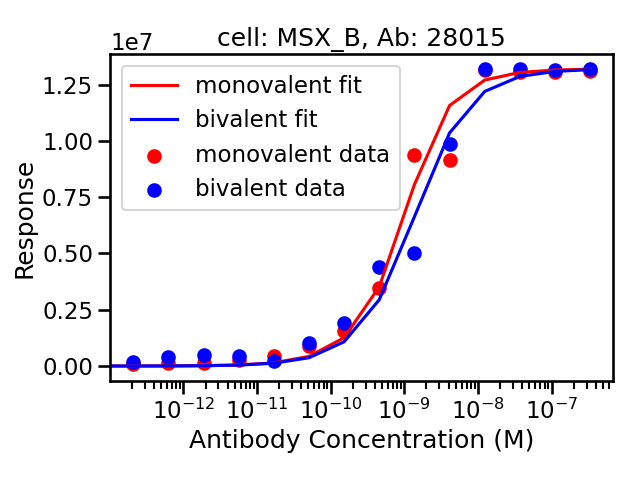 cell: MSX_B, Ab: 28015
1e7
monovalent fit
bivalent fit
monovalent data
bivalent data
1.25
1.00
0.75
0.50
0.25
0.00
Response
10⁻¹² 10⁻¹¹ 10⁻¹⁰ 10⁻⁹ 10⁻⁸ 10⁻⁷
Antibody Concentration (M)